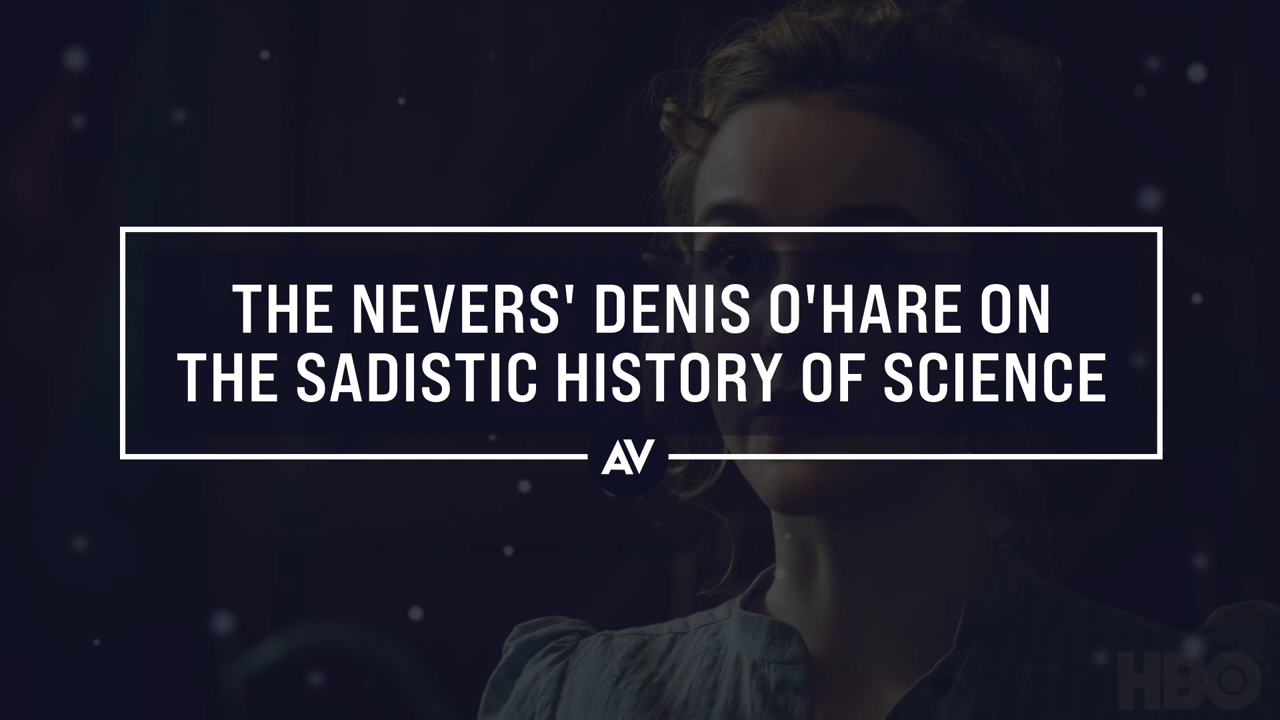 THE NEVERS' DENIS O'HARE ON
THE SADISTIC HISTORY OF SCIENCE
AV
HBO